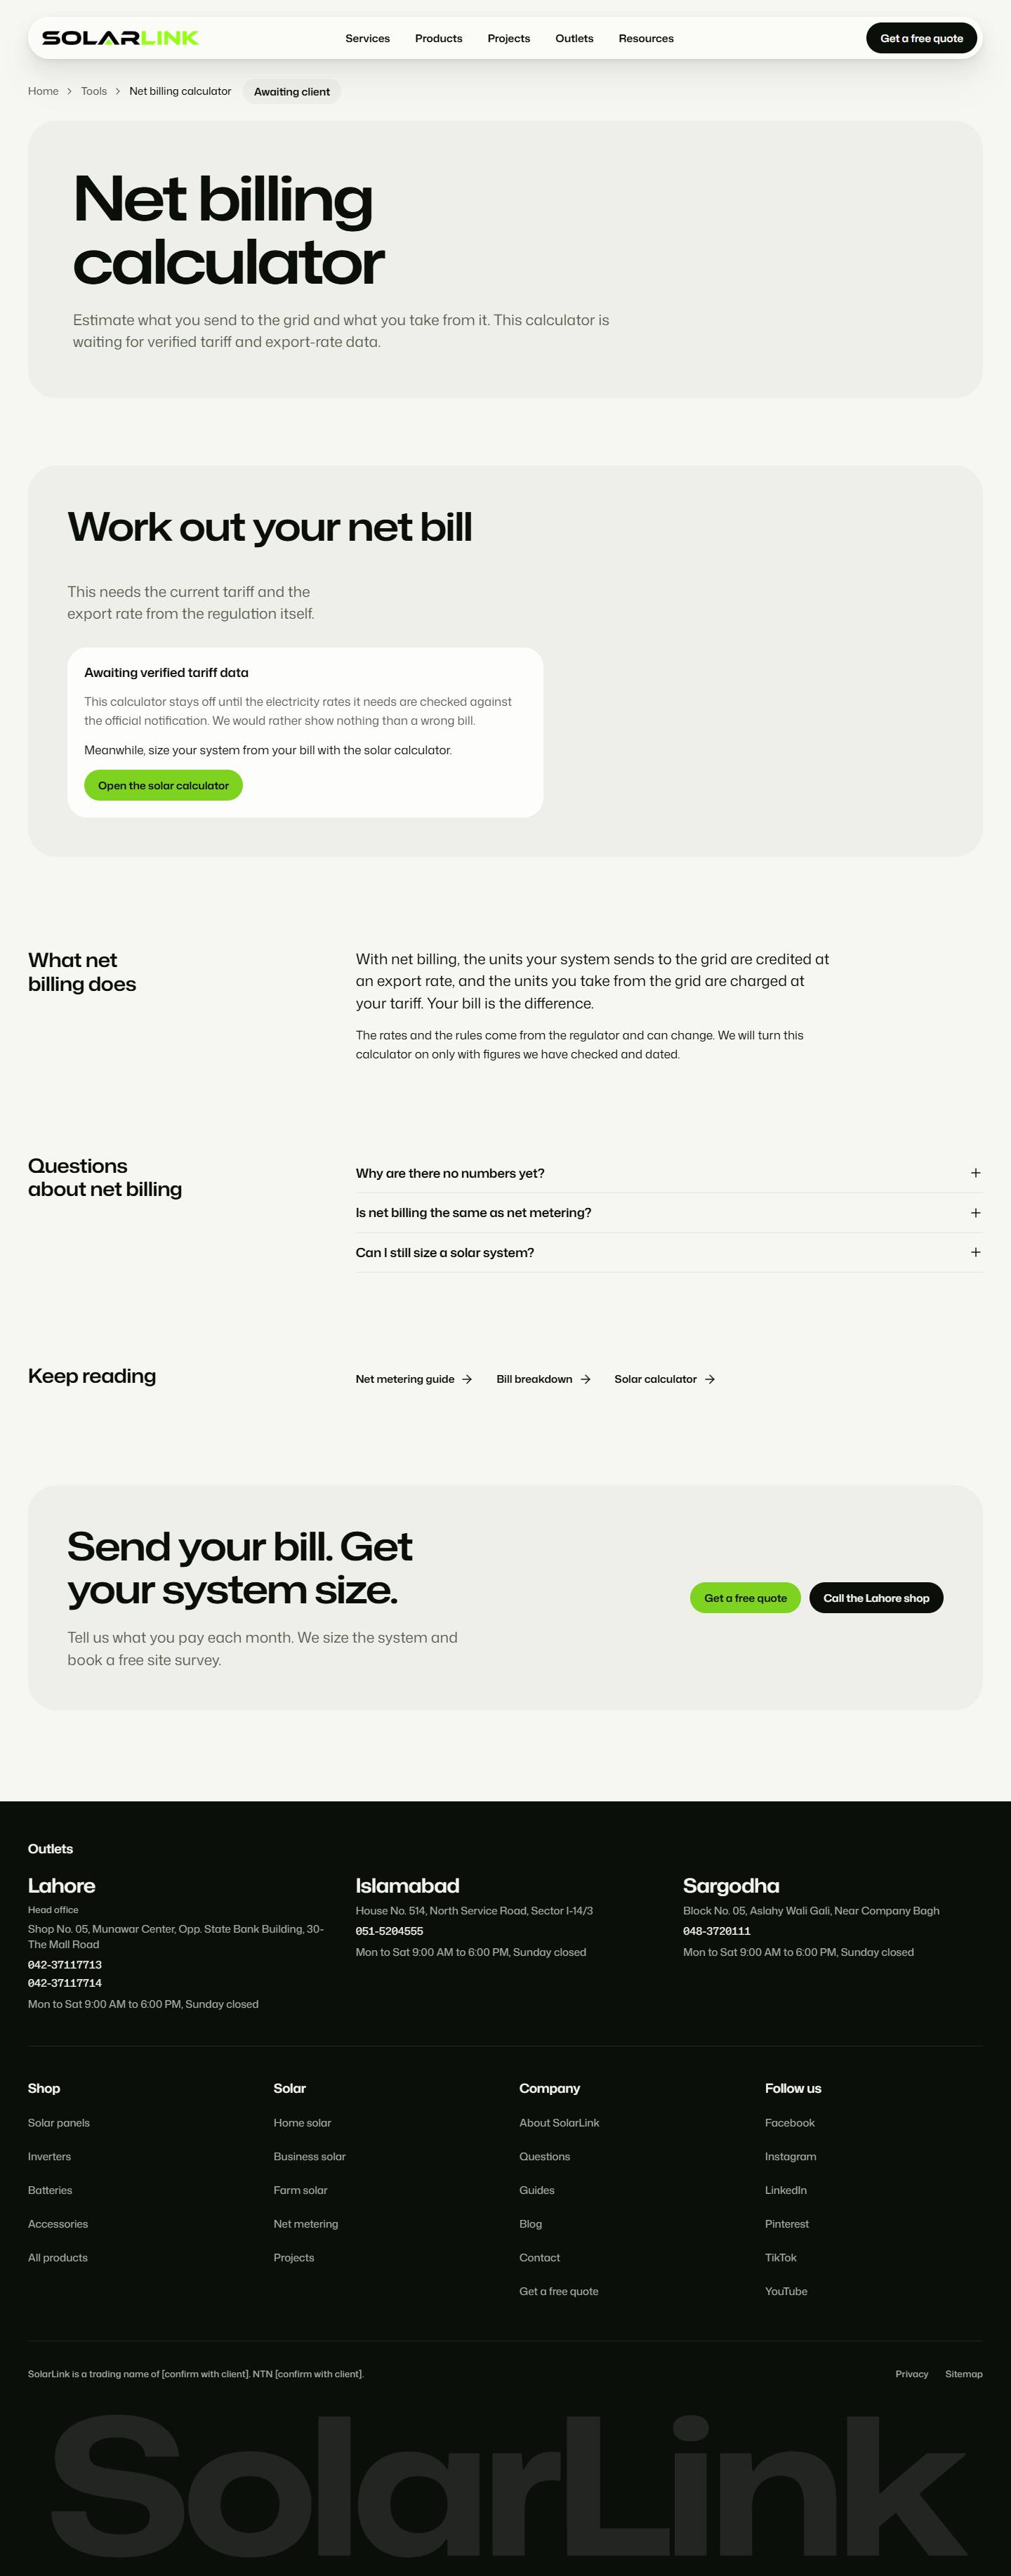 SOLARLINK
Services
Products
Projects
Outlets
Resources
Get a free quote
Home
Tools
Net billing calculator
Awaiting client
Net billing
calculator
Estimate what you send to the grid and what you take from it. This calculator is
waiting for verified tariff and export-rate data.
Work out your net bill
This needs the current tariff and the
export rate from the regulation itself.
Awaiting verified tariff data
This calculator stays off until the electricity rates it needs are checked against
the official notification. We would rather show nothing than a wrong bill.
Meanwhile, size your system from your bill with the solar calculator.
Open the solar calculator
What net
billing does
With net billing, the units your system sends to the grid are credited at
an export rate, and the units you take from the grid are charged at
your tariff. Your bill is the difference.
The rates and the rules come from the regulator and can change. We will turn this
calculator on only with figures we have checked and dated.
Questions
about net billing
Why are there no numbers yet?
Is net billing the same as net metering?
Can I still size a solar system?
Keep reading
Net metering guide
Bill breakdown
Solar calculator
Send your bill. Get
your system size.
Tell us what you pay each month. We size the system and
book a free site survey.
Get a free quote
Call the Lahore shop
Outlets
Lahore
Head office
Shop No. 05, Munawar Center, Opp. State Bank Building, 30-
The Mall Road
042-37117713
042-37117714
Mon to Sat 9:00 AM to 6:00 PM, Sunday closed
Islamabad
House No. 514, North Service Road, Sector I-14/3
051-5204555
Mon to Sat 9:00 AM to 6:00 PM, Sunday closed
Sargodha
Block No. 05, Aslahy Wali Gali, Near Company Bagh
048-3720111
Mon to Sat 9:00 AM to 6:00 PM, Sunday closed
Shop
Solar panels
Inverters
Batteries
Accessories
All products
Solar
Home solar
Business solar
Farm solar
Net metering
Projects
Company
About SolarLink
Questions
Guides
Blog
Contact
Get a free quote
Follow us
Facebook
Instagram
LinkedIn
Pinterest
TikTok
YouTube
SolarLink is a trading name of [confirm with client]. NTN [confirm with client].
Privacy
Sitemap
SolarLink